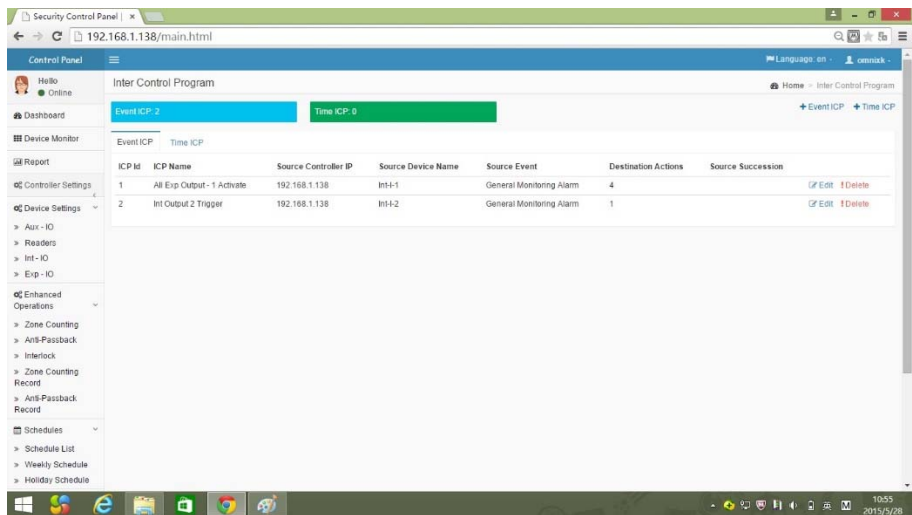 Security Control Panel |
192.168.1.138/main.html
Control Panel
Language: en
omnixk
Hello
Online
Inter Control Program
Home > Inter Control Program
Dashboard
Event ICP: 2
Time ICP: 0
+ Event ICP + Time ICP
Device Monitor
Event ICP Time ICP
Report
ICP Id ICP Name Source Controller IP Source Device Name Source Event Destination Actions Source Succession
Controller Settings
1 All Exp Output - 1 Activate 192.168.1.138 Int-I-1 General Monitoring Alarm 4 Edit Delete
Device Settings
2 Int Output 2 Trigger 192.168.1.138 Int-I-2 General Monitoring Alarm 1 Edit Delete
» Aux - IO
» Readers
» Int - IO
» Exp - IO
Enhanced
Operations
» Zone Counting
» Anti-Passback
» Interlock
» Zone Counting
Record
» Anti-Passback
Record
Schedules
» Schedule List
» Weekly Schedule
» Holiday Schedule
10:55
2015/5/28